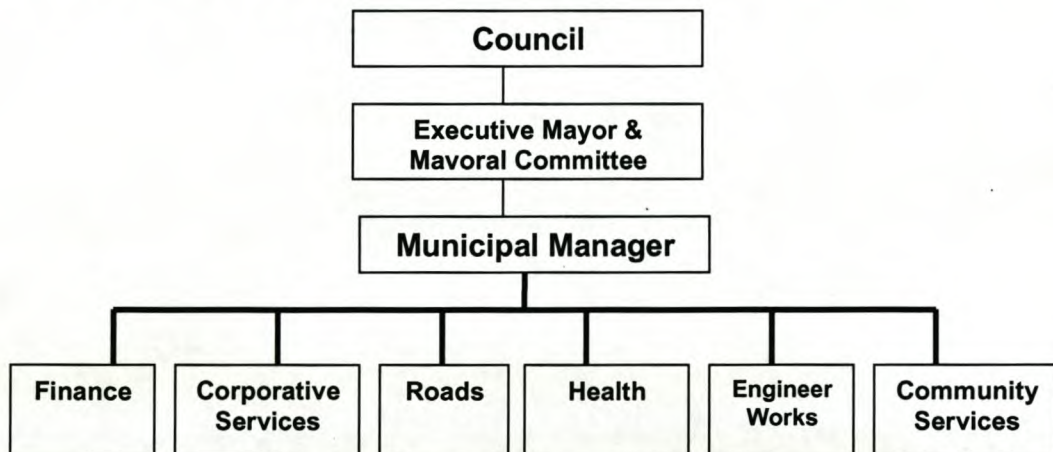 Council
Executive Mayor &
Mavoral Committee
Municipal Manager
Finance
Corporative
Services
Roads
Health
Engineer
Works
Community
Services